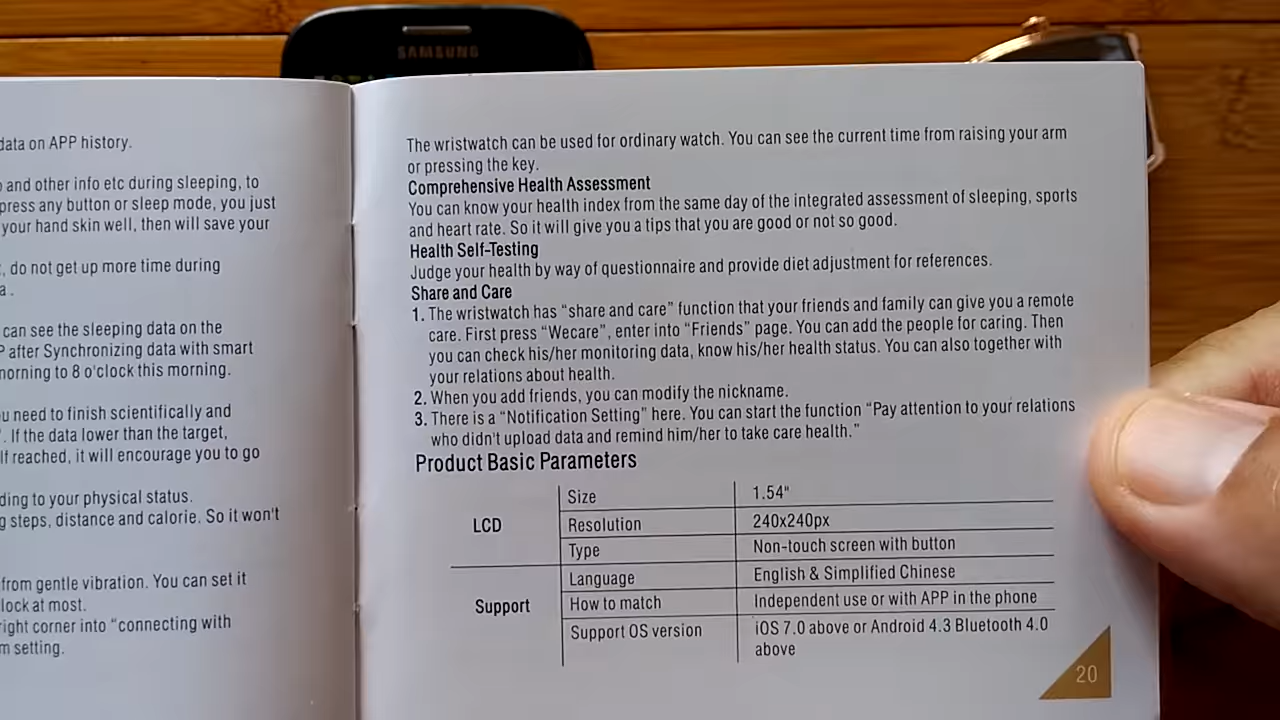 SAMSUNG
data on APP history.
and other info etc during sleeping, to
press any button or sleep mode, you just
your hand skin well, then will save your
, do not get up more time during
a .
can see the sleeping data on the
P after Synchronizing data with smart
morning to 8 o'clock this morning.
u need to finish scientifically and
. If the data lower than the target,
If reached, it will encourage you to go
ding to your physical status.
g steps, distance and calorie. So it won't
from gentle vibration. You can set it
lock at most.
right corner into "connecting with
m setting.
The wristwatch can be used for ordinary watch. You can see the current time from raising your arm
or pressing the key.
Comprehensive Health Assessment
You can know your health index from the same day of the integrated assessment of sleeping, sports
and heart rate. So it will give you a tips that you are good or not so good.
Health Self-Testing
Judge your health by way of questionnaire and provide diet adjustment for references.
Share and Care
1. The wristwatch has "share and care" function that your friends and family can give you a remote
care. First press "Wecare", enter into "Friends" page. You can add the people for caring. Then
you can check his/her monitoring data, know his/her health status. You can also together with
your relations about health.
2. When you add friends, you can modify the nickname.
3. There is a "Notification Setting" here. You can start the function "Pay attention to your relations
who didn't upload data and remind him/her to take care health."
Product Basic Parameters
LCD
Size 1.54"
Resolution 240x240px
Type Non-touch screen with button
Support
Language English & Simplified Chinese
How to match Independent use or with APP in the phone
Support OS version iOS 7.0 above or Android 4.3 Bluetooth 4.0
above
20